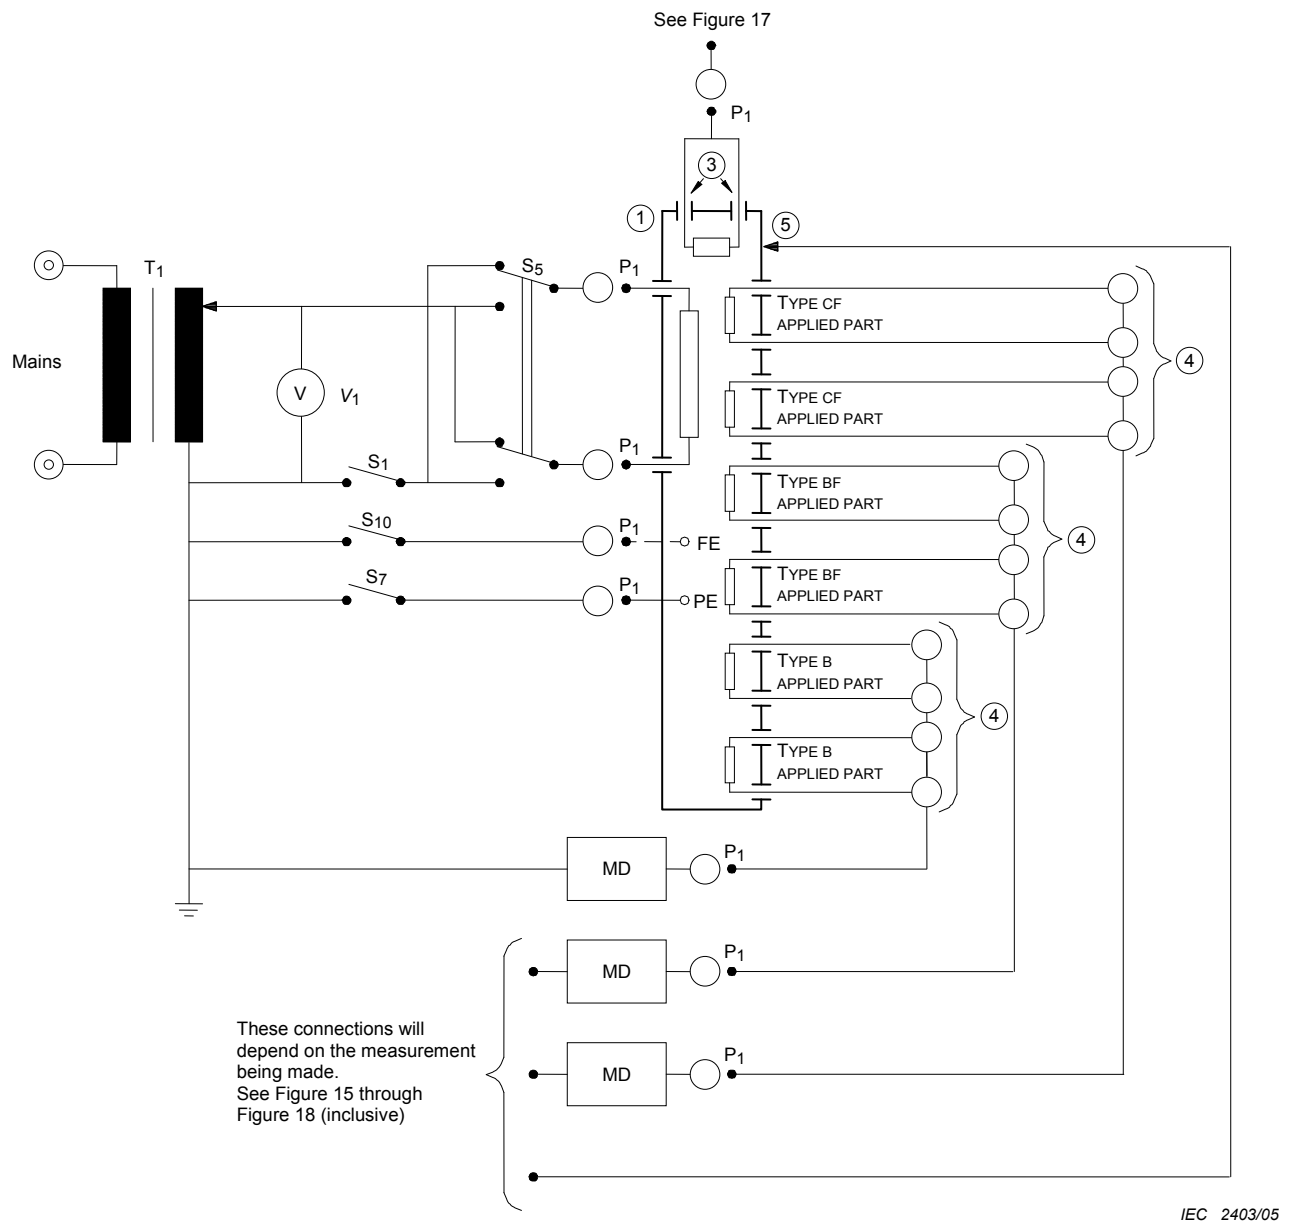 See Figure 17
P1
3
1
5
T1
S5
P1
Mains
V
V1
TYPE CF
APPLIED PART
4
TYPE CF
APPLIED PART
S1
P1
TYPE BF
APPLIED PART
4
S10
P1
FE
S7
P1
PE
TYPE BF
APPLIED PART
TYPE B
APPLIED PART
4
TYPE B
APPLIED PART
MD
P1
MD
P1
These connections will
depend on the measurement
being made.
See Figure 15 through
Figure 18 (inclusive)
MD
P1
IEC 2403/05